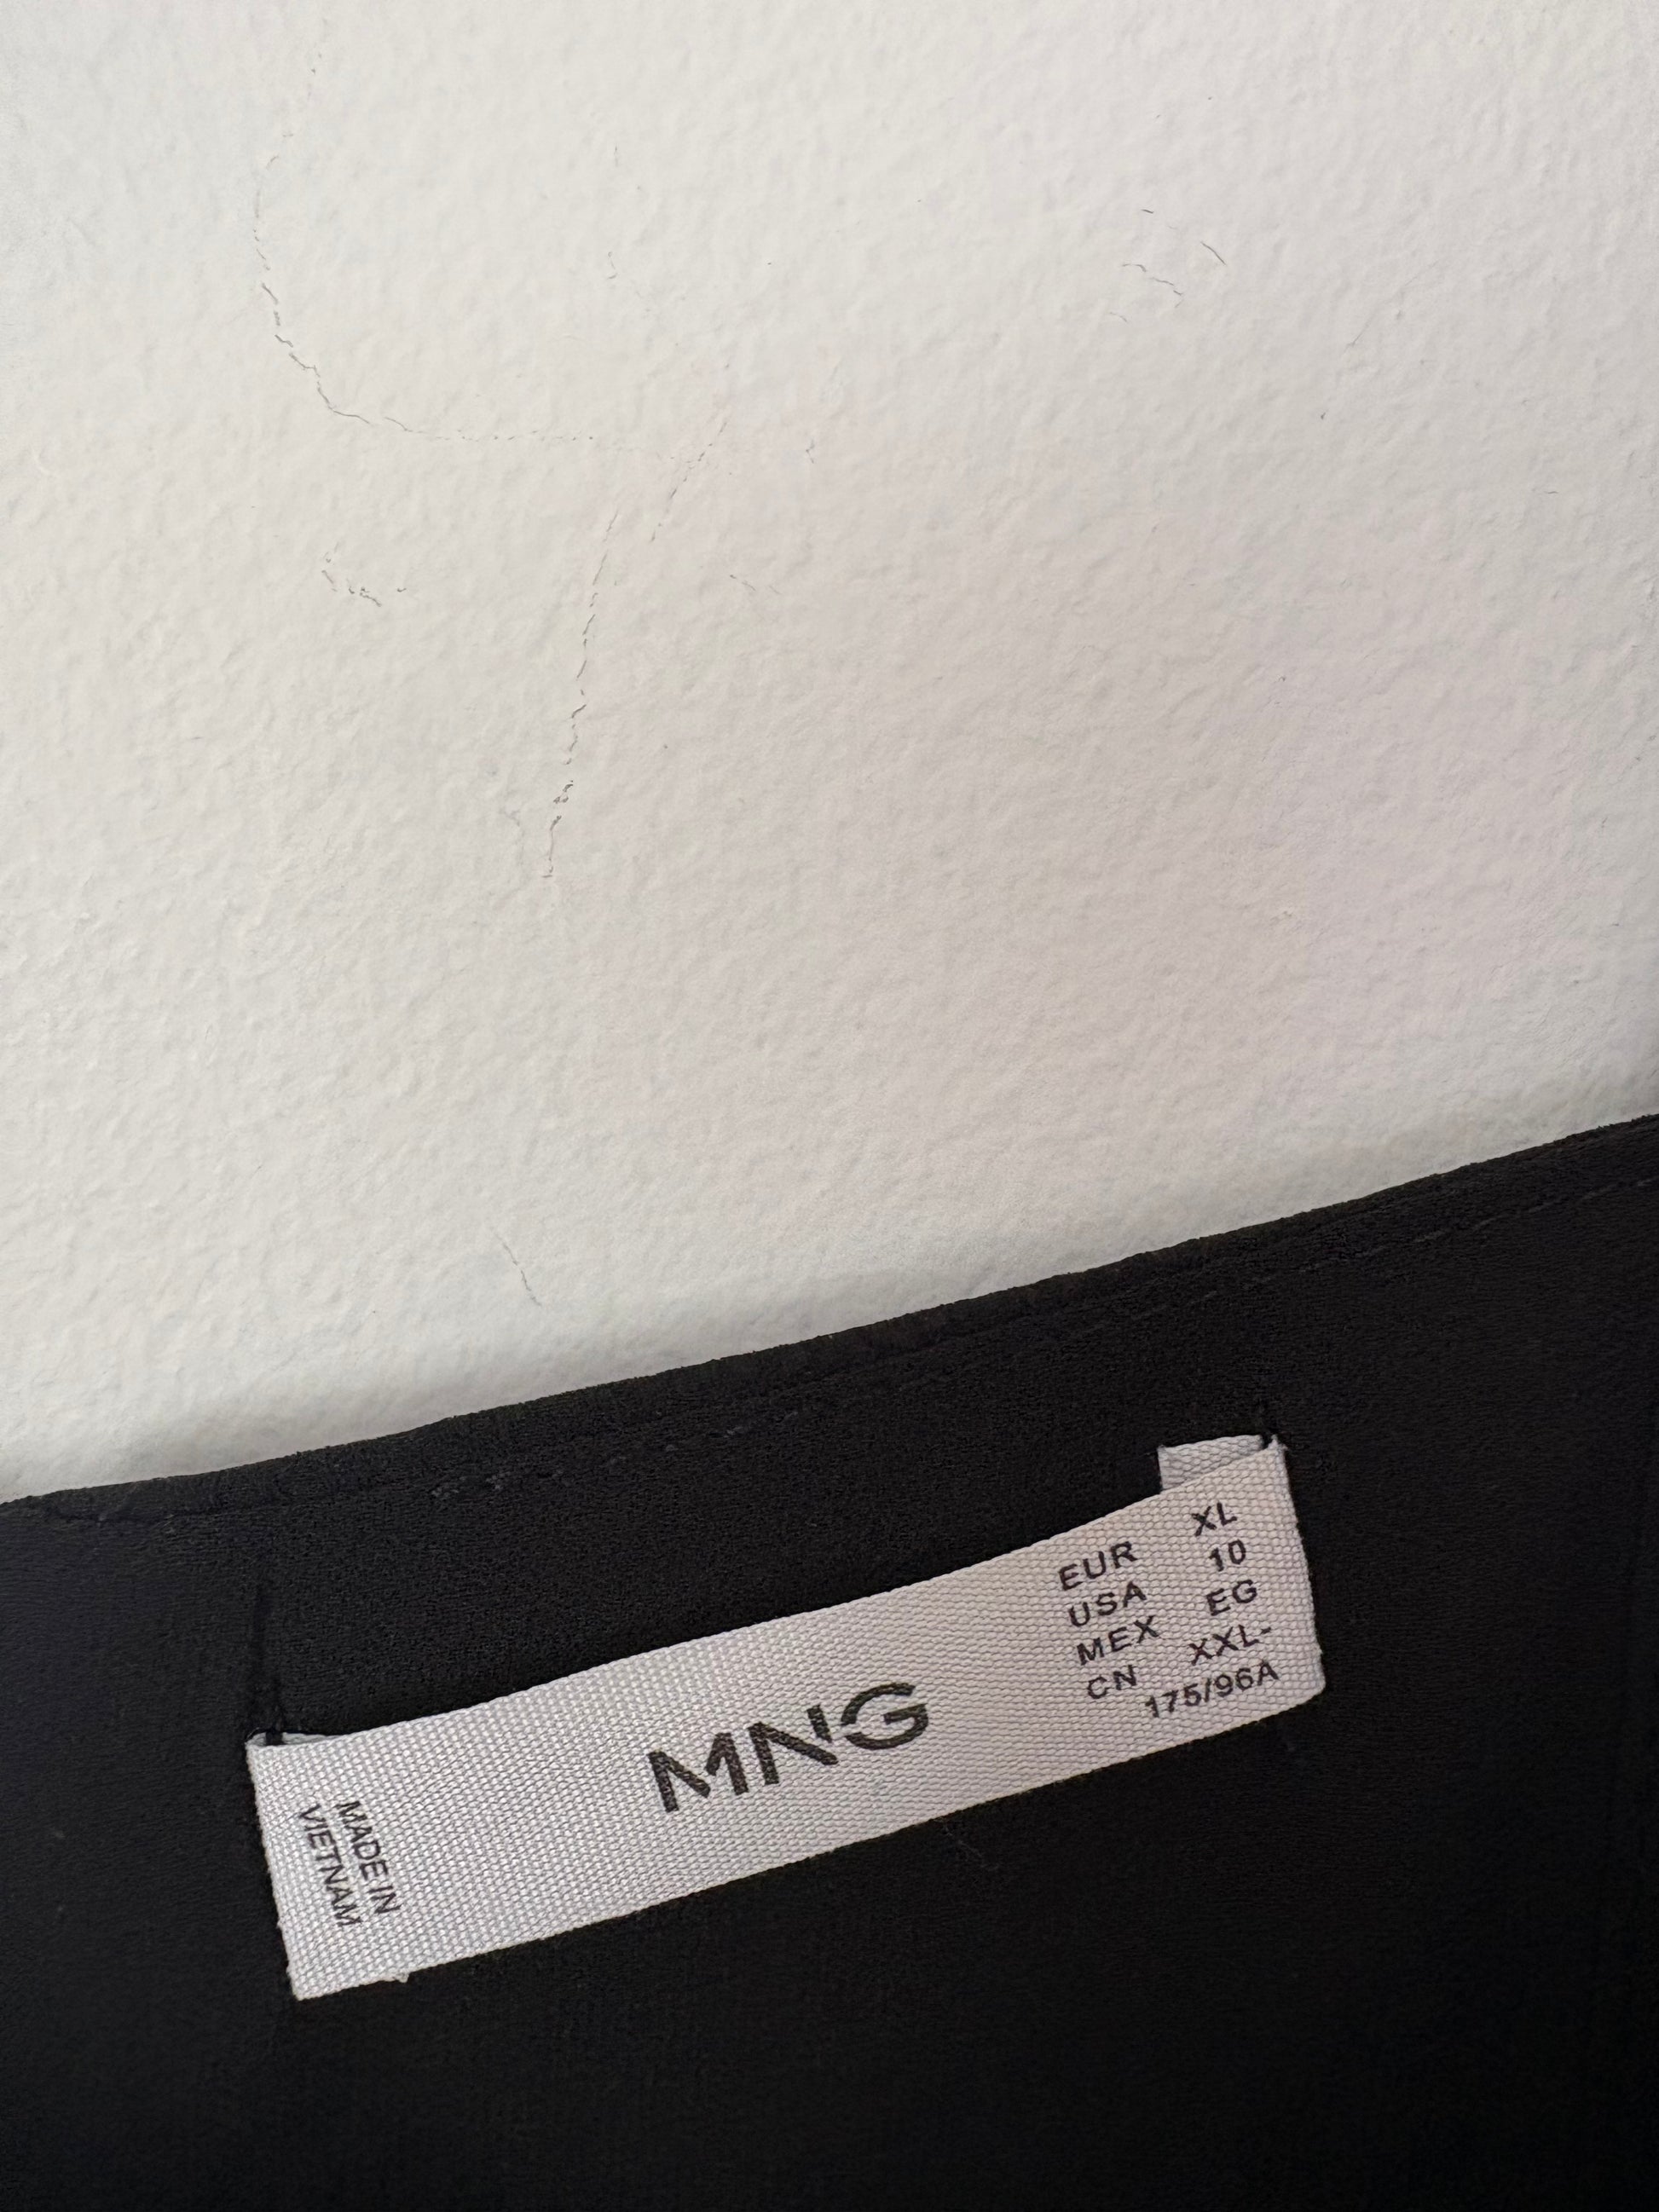 MNG
EUR XL
USA 10
MEX EG
CN XXL-
175/96A
MADE IN
VIETNAM